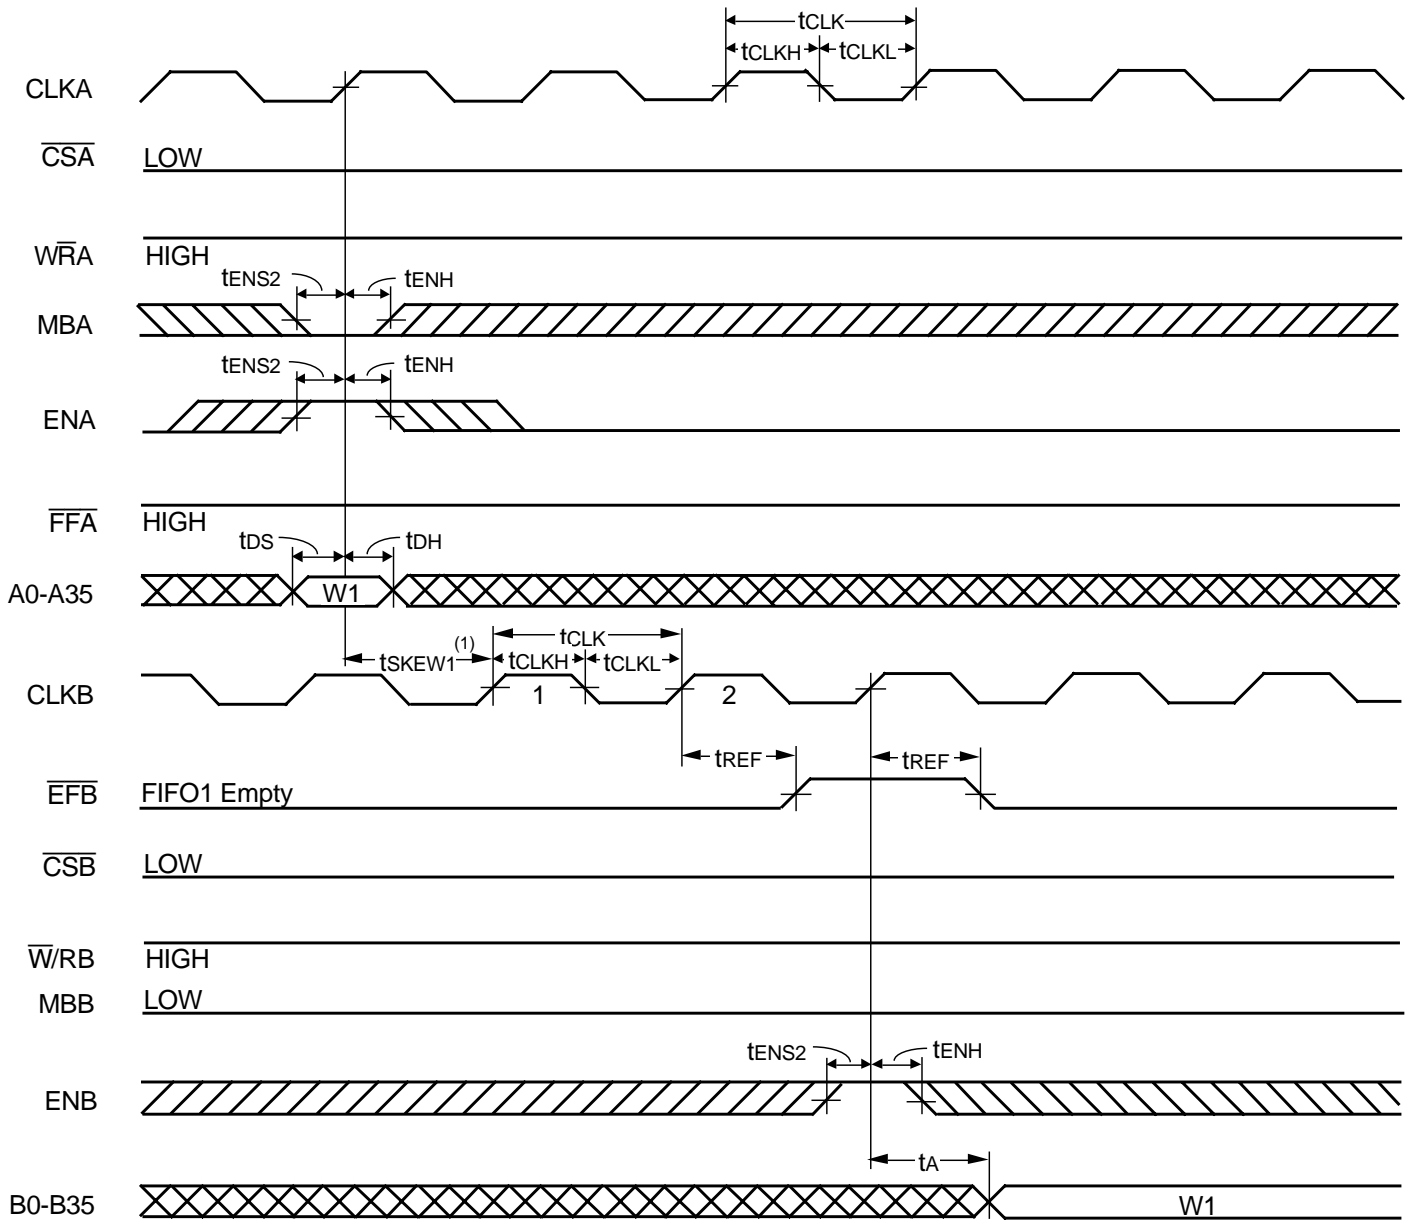 tCLK
tCLKH tCLKL
CLKA
CSA LOW
WRA HIGH
tENS2 tENH
MBA
tENS2 tENH
ENA
FFA HIGH
tDS tDH
A0-A35 W1
tSKEW1(1) tCLK
tCLKH tCLKL
CLKB 1 2
tREF tREF
EFB FIFO1 Empty
CSB LOW
W/RB HIGH
MBB LOW
tENS2 tENH
ENB
tA
B0-B35 W1